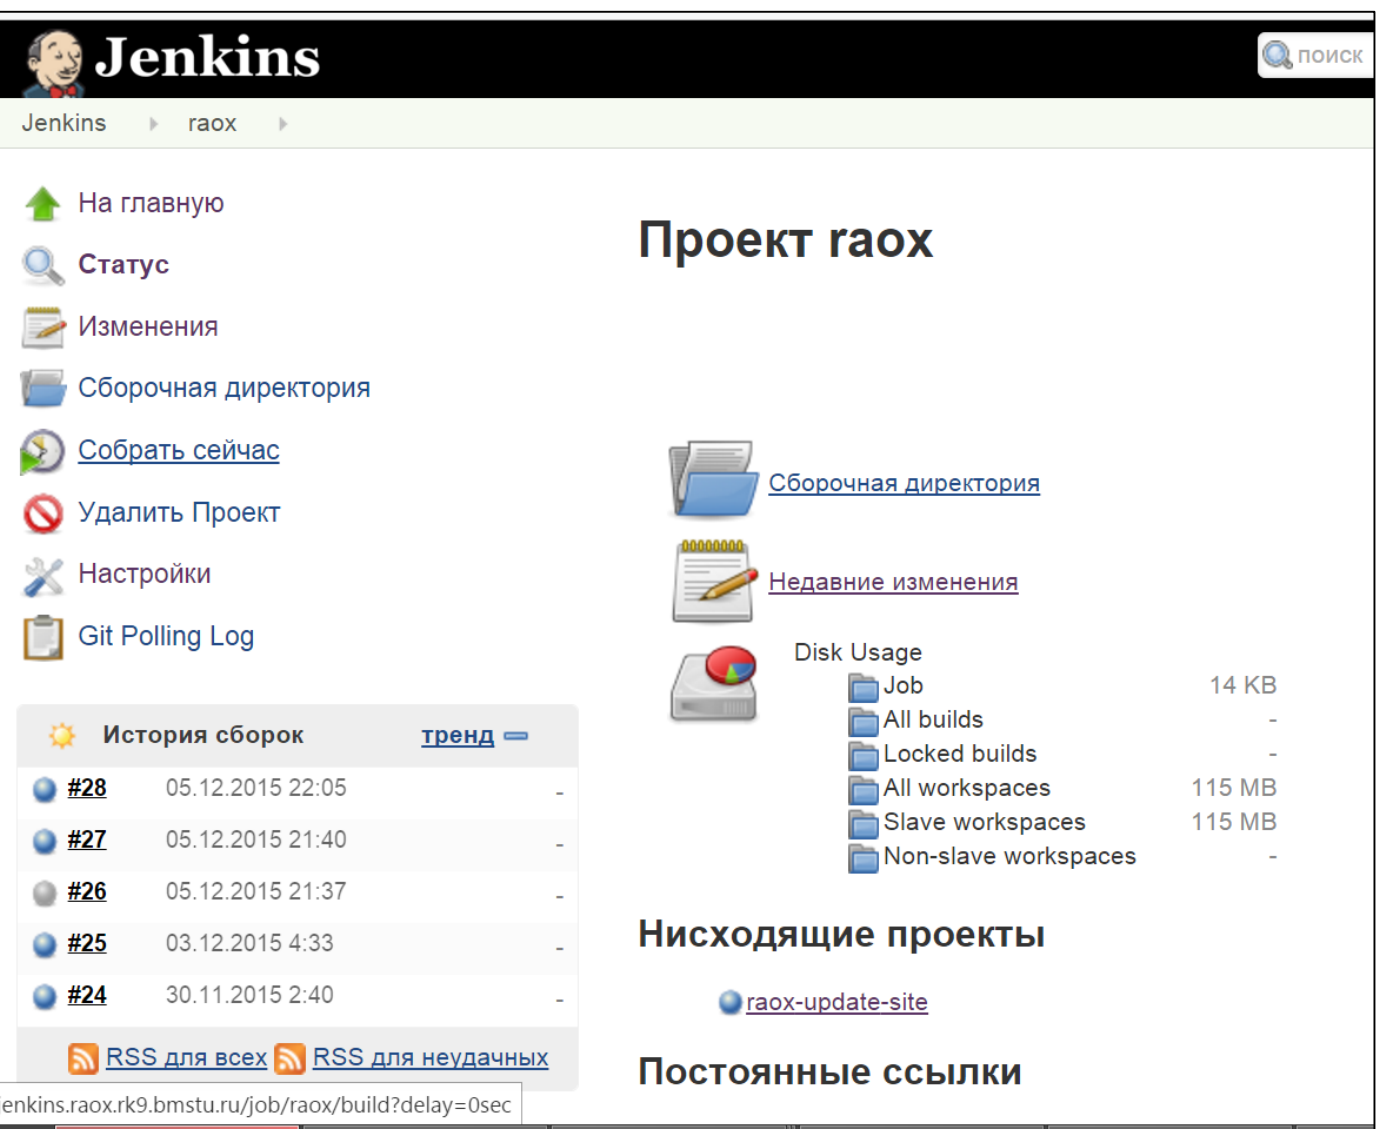 Jenkins
поиск
Jenkins raox
На главную
Статус
Изменения
Сборочная директория
Собрать сейчас
Удалить Проект
Настройки
Git Polling Log
История сборок тренд
#28 05.12.2015 22:05 -
#27 05.12.2015 21:40 -
#26 05.12.2015 21:37 -
#25 03.12.2015 4:33 -
#24 30.11.2015 2:40 -
RSS для всех RSS для неудачных
jenkins.raox.rk9.bmstu.ru/job/raox/build?delay=0sec
Проект raox
Сборочная директория
Недавние изменения
Disk Usage
Job 14 KB
All builds -
Locked builds -
All workspaces 115 MB
Slave workspaces 115 MB
Non-slave workspaces -
Нисходящие проекты
raox-update-site
Постоянные ссылки